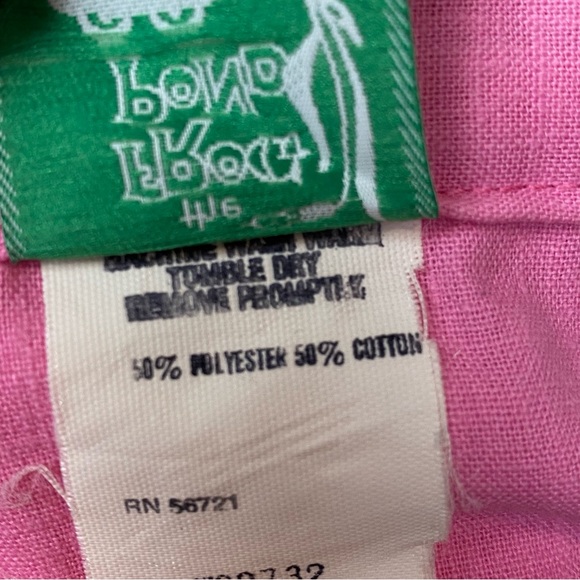 the
Frog
Pond
MACHINE WASH WARM
TUMBLE DRY
REMOVE PROMPTLY
50% POLYESTER 50% COTTON
RN 56721